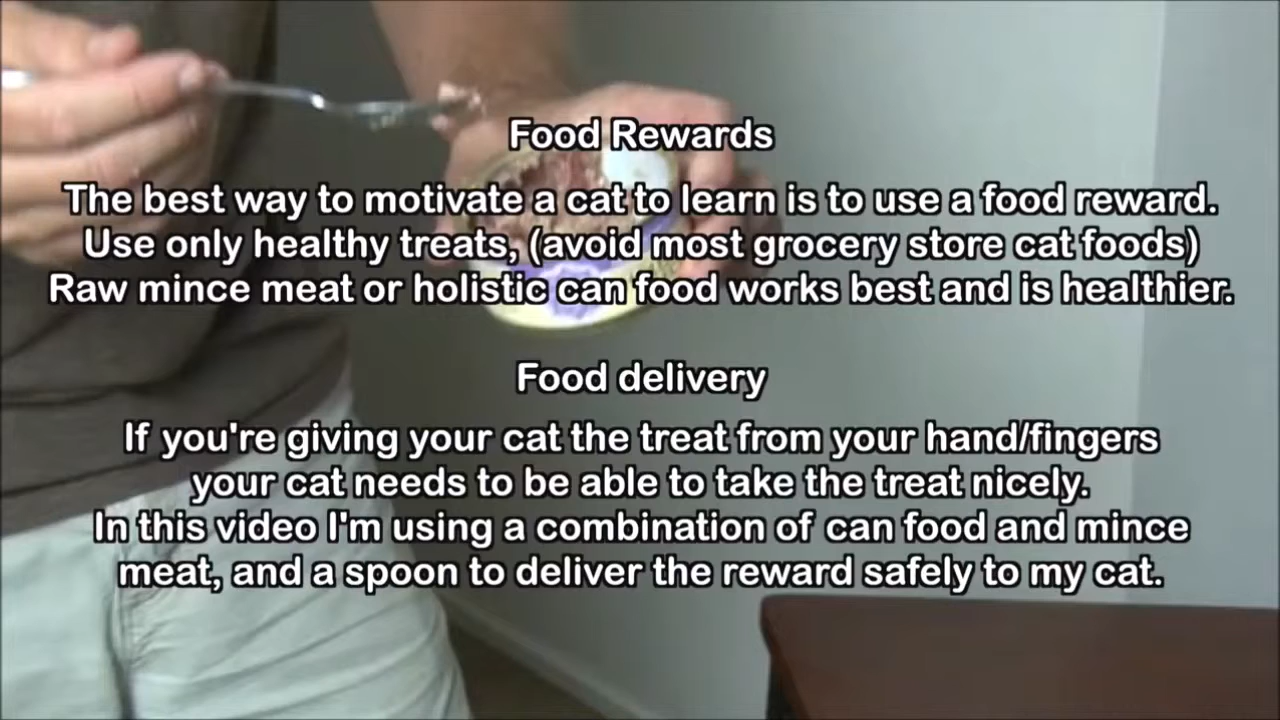 Food Rewards
The best way to motivate a cat to learn is to use a food reward.
Use only healthy treats, (avoid most grocery store cat foods)
Raw mince meat or holistic can food works best and is healthier.
Food delivery
If you're giving your cat the treat from your hand/fingers
your cat needs to be able to take the treat nicely.
In this video I'm using a combination of can food and mince
meat, and a spoon to deliver the reward safely to my cat.